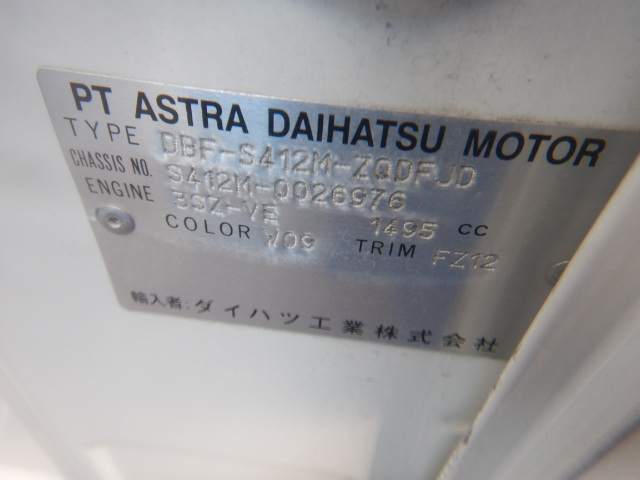 PT ASTRA DAIHATSU MOTOR
TYPE DBF-S412M-ZQDFJD
CHASSIS NO. S412M-0026976
ENGINE 3SZ-VE 1495 CC
COLOR W09 TRIM FZ12
輸入者:ダイハツ工業株式会社